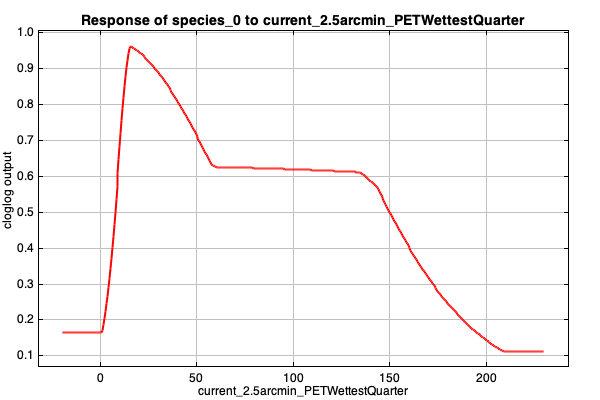 Response of species_0 to current_2.5arcmin_PETWettestQuarter
cloglog output
1.0
0.9
0.8
0.7
0.6
0.5
0.4
0.3
0.2
0.1
0 50 100 150 200
current_2.5arcmin_PETWettestQuarter